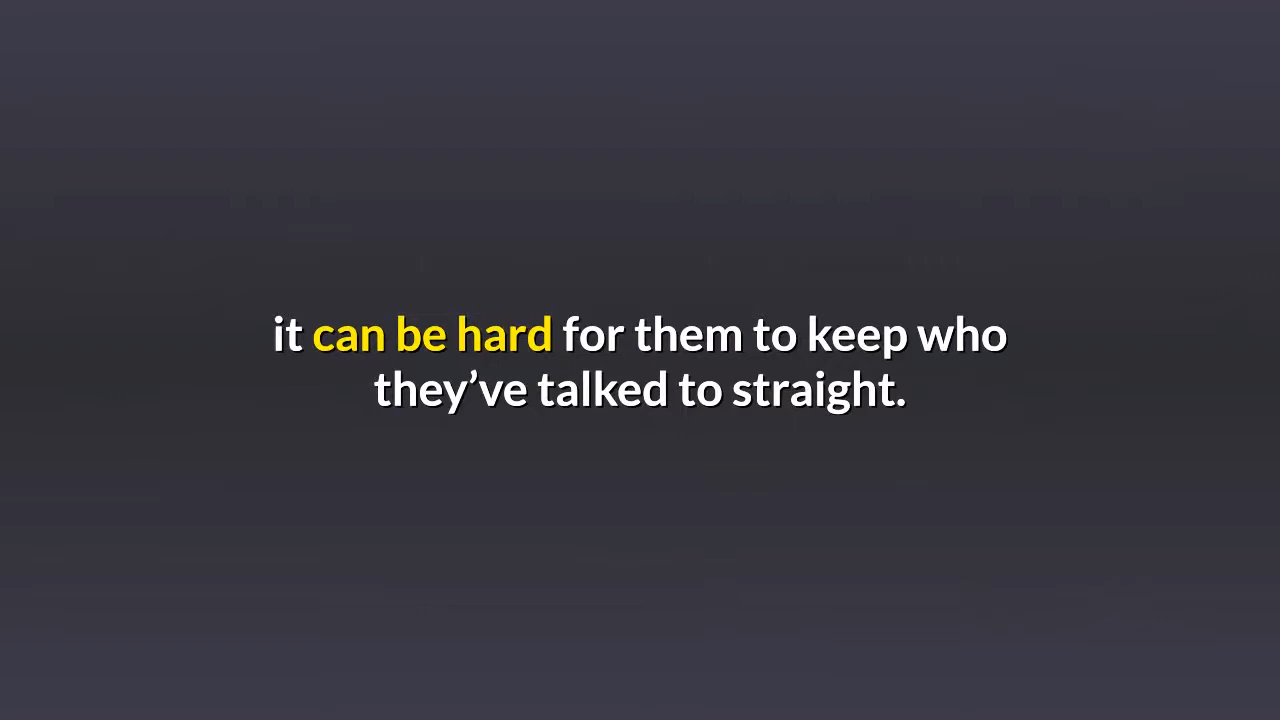 it can be hard for them to keep who
they’ve talked to straight.